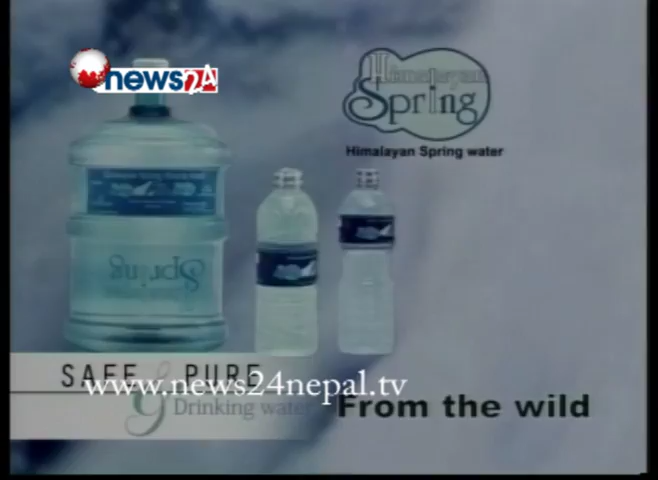 news24
Himalayan
Spring
Himalayan Spring water
Spring
SAFE & PURE
www.news24nepal.tv
Drinking water
From the wild